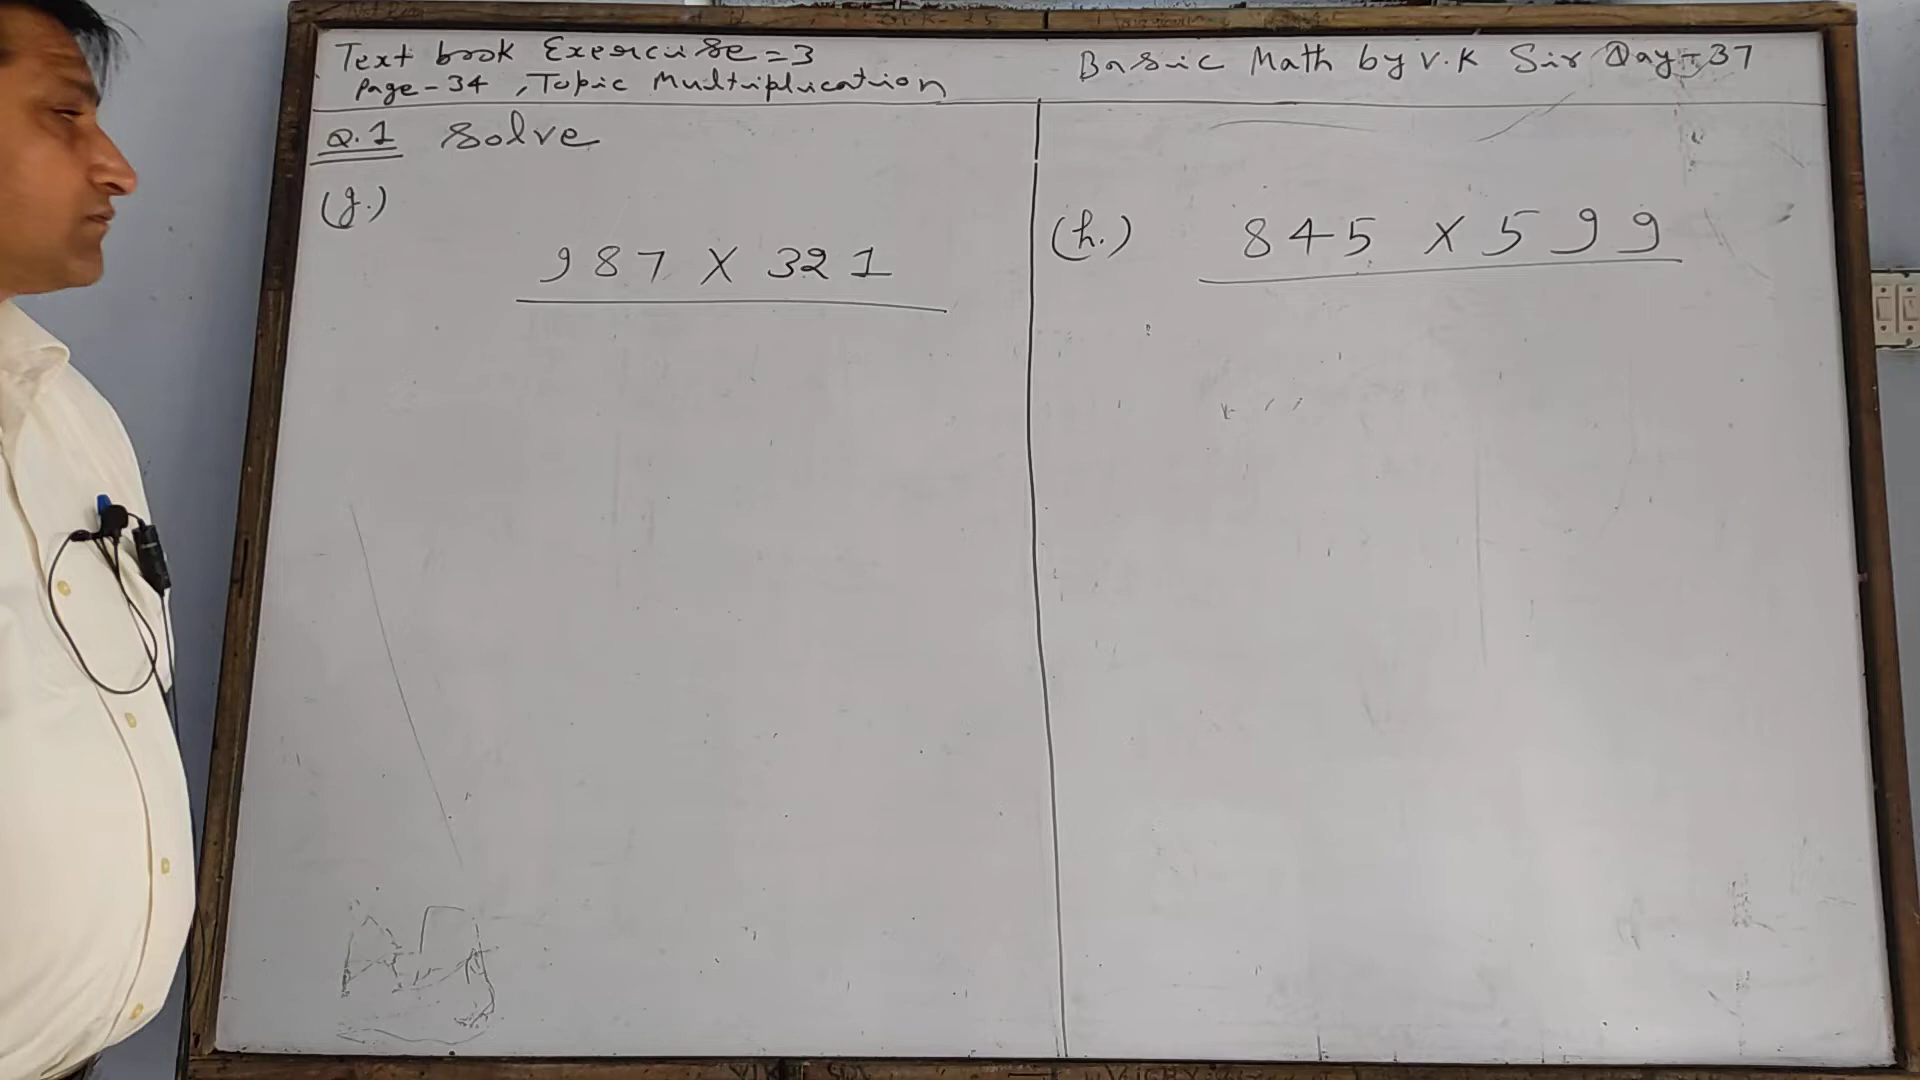 Text book Exercise = 3
Page - 34 , Topic Multiplication
Basic Math by V.K Sir Day - 37
Q.1 Solve
(g.)
987 X 321
(h.) 845 X 599